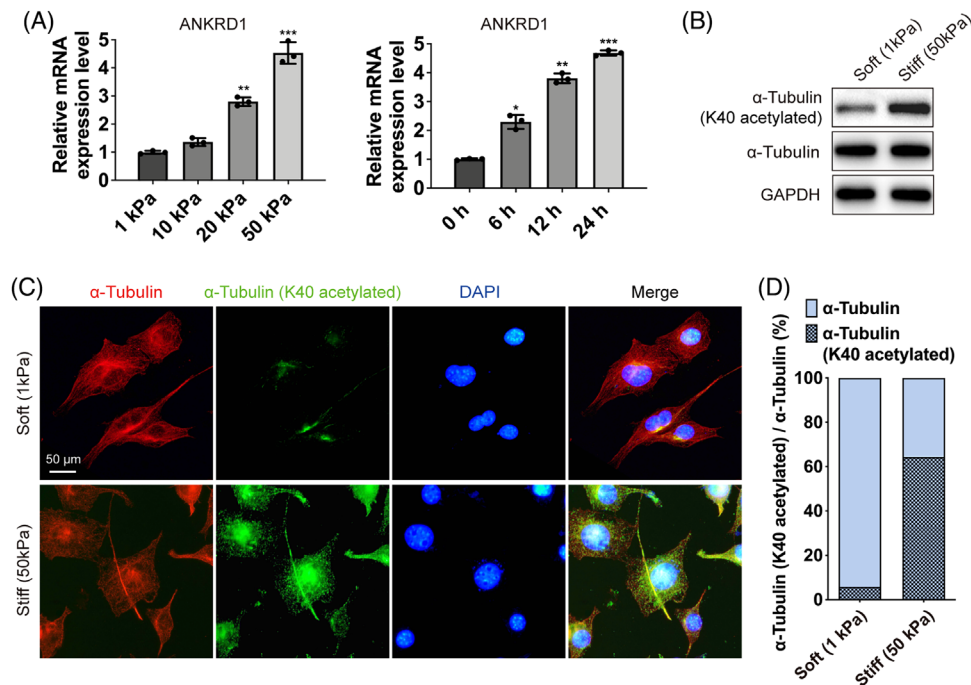 (A)
ANKRD1
Relative mRNA
expression level
5
4
3
2
1
0
**
***
1 kPa
10 kPa
20 kPa
50 kPa
ANKRD1
Relative mRNA
expression level
5
4
3
2
1
0
*
**
***
0 h
6 h
12 h
24 h
(B)
Soft (1kPa)
Stiff (50kPa)
α-Tubulin
(K40 acetylated)
α-Tubulin
GAPDH
(C)
α-Tubulin
α-Tubulin (K40 acetylated)
DAPI
Merge
Soft (1kPa)
50 μm
Stiff (50kPa)
(D)
α-Tubulin
α-Tubulin
(K40 acetylated)
α-Tubulin (K40 acetylated) / α-Tubulin (%)
100
80
60
40
20
0
Soft (1 kPa)
Stiff (50 kPa)